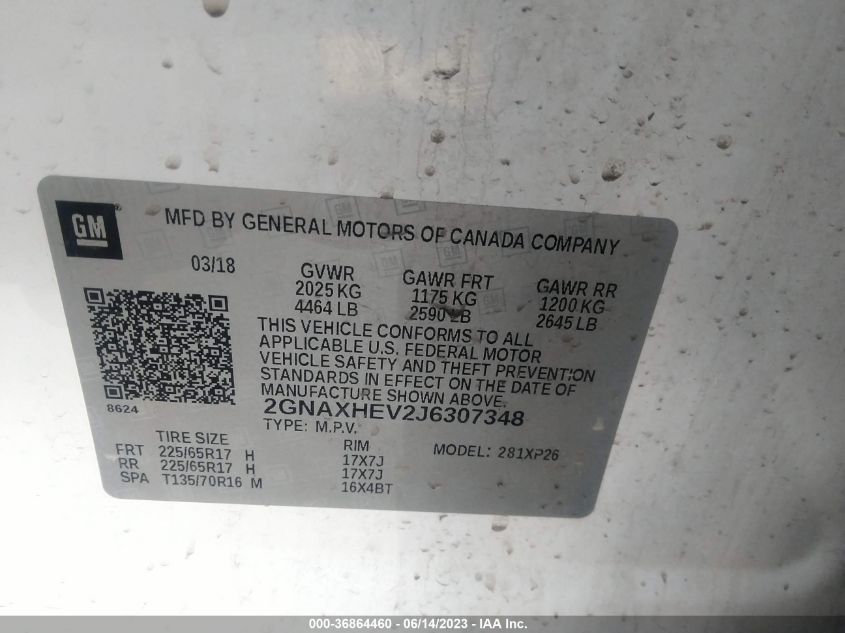 GM
MFD BY GENERAL MOTORS OF CANADA COMPANY
03/18
GVWR
2025 KG
4464 LB
GAWR FRT
1175 KG
2590 LB
GAWR RR
1200 KG
2645 LB
THIS VEHICLE CONFORMS TO ALL
APPLICABLE U.S. FEDERAL MOTOR
VEHICLE SAFETY AND THEFT PREVENTION
STANDARDS IN EFFECT ON THE DATE OF
MANUFACTURE SHOWN ABOVE.
8624
2GNAXHEV2J6307348
TYPE: M.P.V.
TIRE SIZE
RIM
MODEL: 281XP26
FRT 225/65R17 H 17X7J
RR 225/65R17 H 17X7J
SPA T135/70R16 M 16X4BT
000-36864460 - 06/14/2023 - IAA Inc.